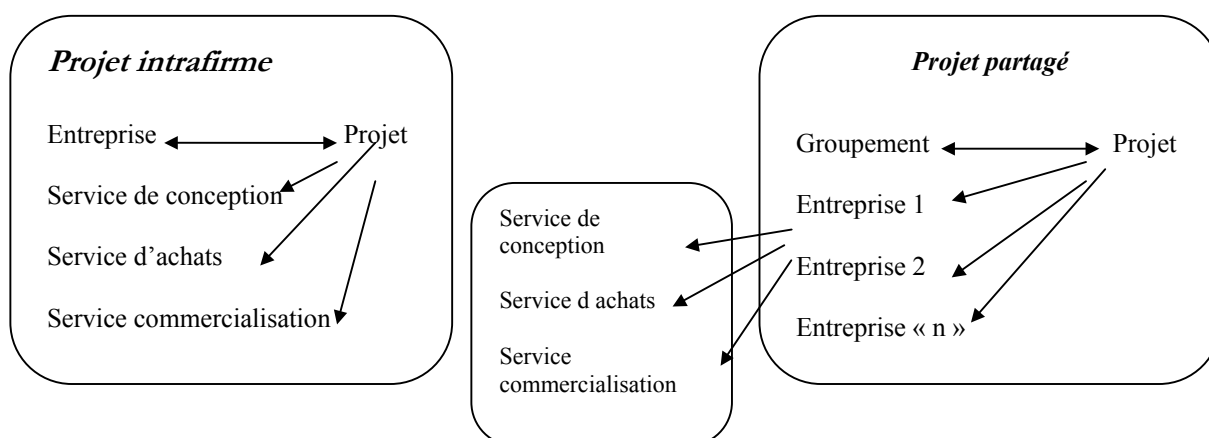 Projet intrafirme
Entreprise Projet
Service de conception
Service d'achats
Service commercialisation
Service de
conception
Service d achats
Service
commercialisation
Projet partagé
Groupement Projet
Entreprise 1
Entreprise 2
Entreprise « n »